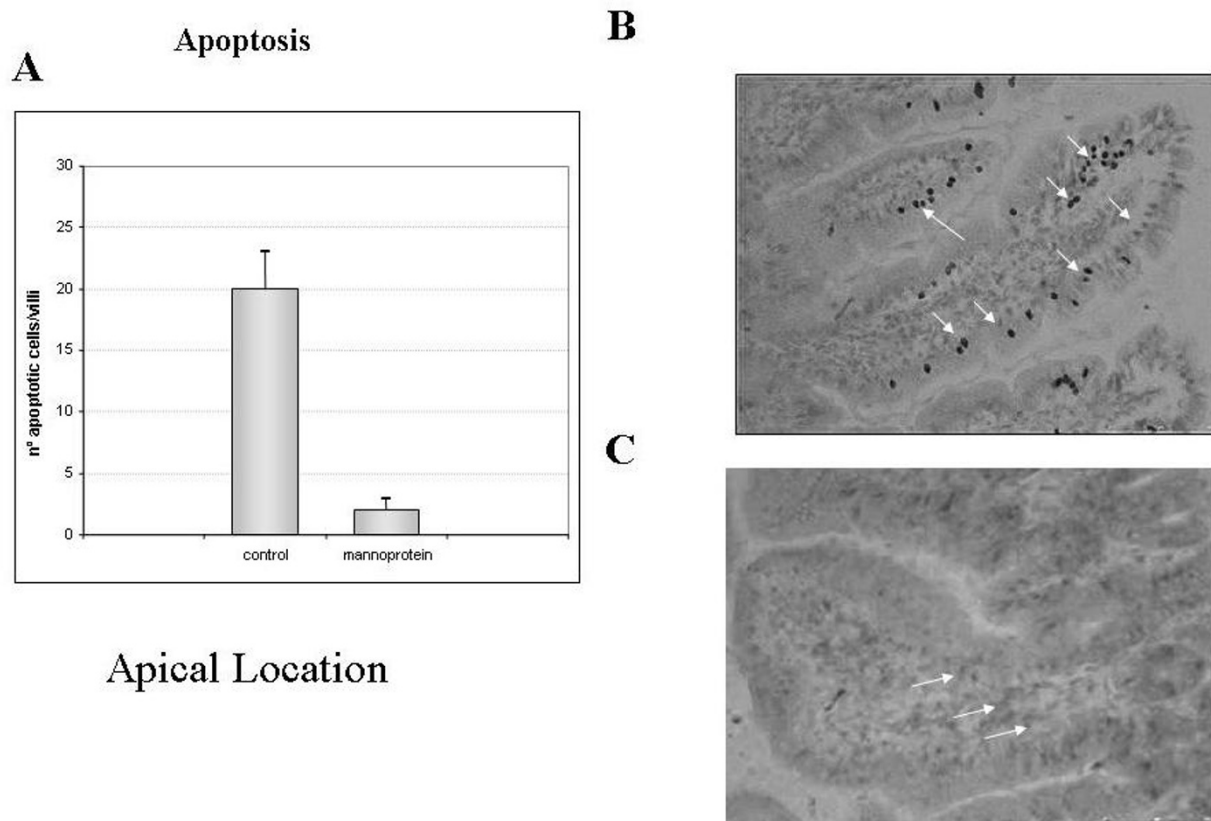 Apoptosis
A
30
25
20
15
10
5
0
nº apoptotic cells/villi
control
mannoprotein
Apical Location
B
C